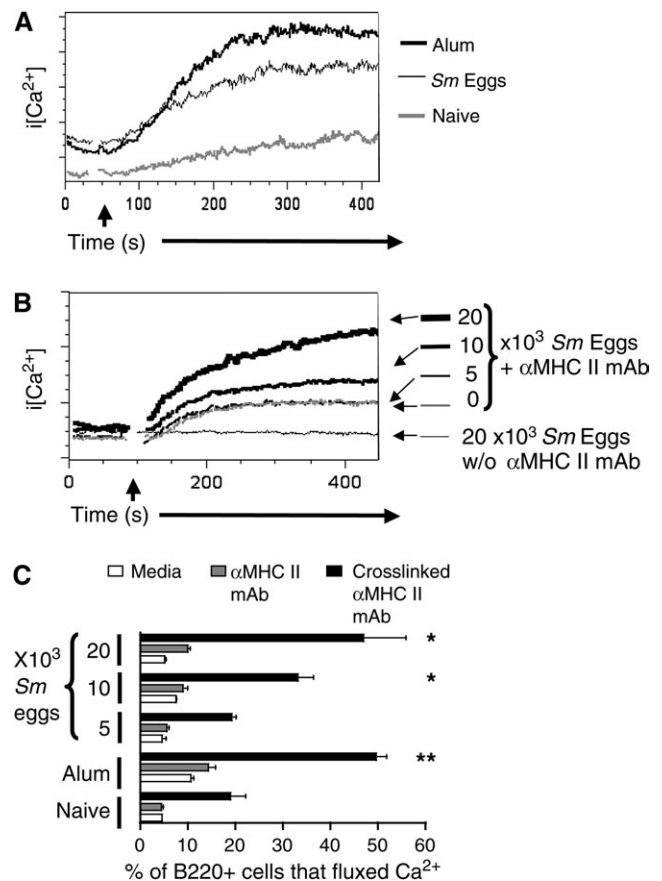 A
i[Ca2+]
Alum
Sm Eggs
Naive
0 100 200 300 400
Time (s)
B
i[Ca2+]
20
10
5
0
x10³ Sm Eggs
+ αMHC II mAb
20 x10³ Sm Eggs
w/o αMHC II mAb
0 200 400
Time (s)
C
Media
αMHC II
mAb
Crosslinked
αMHC II
mAb
X10³
Sm
eggs
20
10
5
Alum
Naive
*
*
**
0 10 20 30 40 50 60
% of B220+ cells that fluxed Ca2+